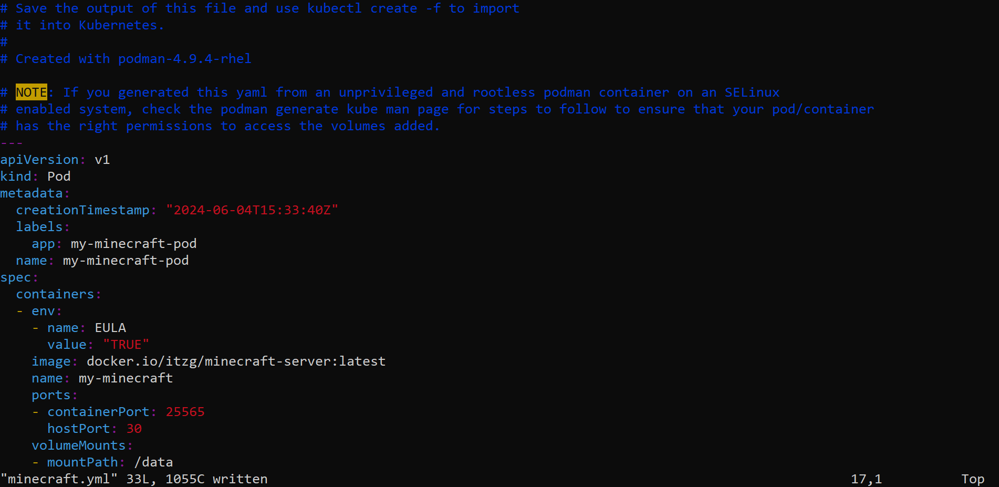 # Save the output of this file and use kubectl create -f to import
# it into Kubernetes.
#
# Created with podman-4.9.4-rhel

# NOTE: If you generated this yaml from an unprivileged and rootless podman container on an SELinux
# enabled system, check the podman generate kube man page for steps to follow to ensure that your pod/container
# has the right permissions to access the volumes added.
---
apiVersion: v1
kind: Pod
metadata:
  creationTimestamp: "2024-06-04T15:33:40Z"
  labels:
    app: my-minecraft-pod
  name: my-minecraft-pod
spec:
  containers:
  - env:
    - name: EULA
      value: "TRUE"
    image: docker.io/itzg/minecraft-server:latest
    name: my-minecraft
    ports:
    - containerPort: 25565
      hostPort: 30
    volumeMounts:
    - mountPath: /data
"minecraft.yml" 33L, 1055C written 17,1 Top